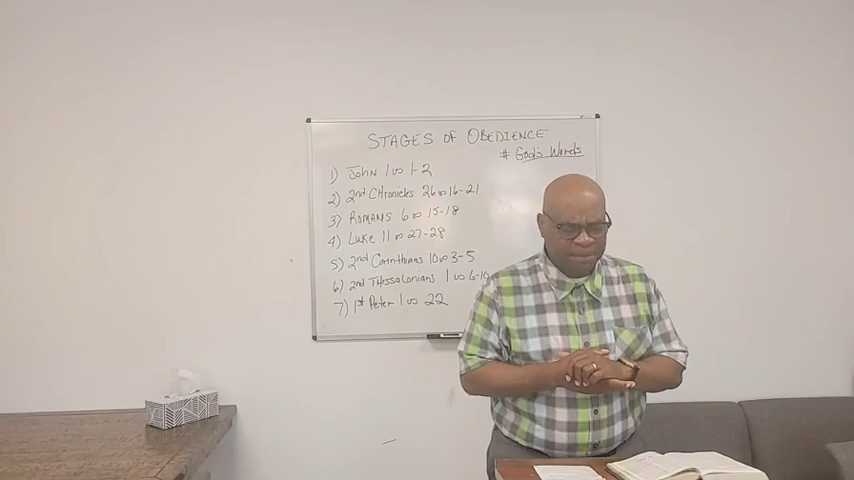 STAGES OF OBEDIENCE
# God's Words
1) John 1 vs 1-2
2) 2nd CHronicles 26 vs 16-21
3) ROMANS 6 vs 15-18
4) Luke 11 vs 27-28
5) 2nd Corinthians 10 vs 3-5
6) 2nd Thessalonians 1 vs 6-10
7) 1st Peter 1 vs 22